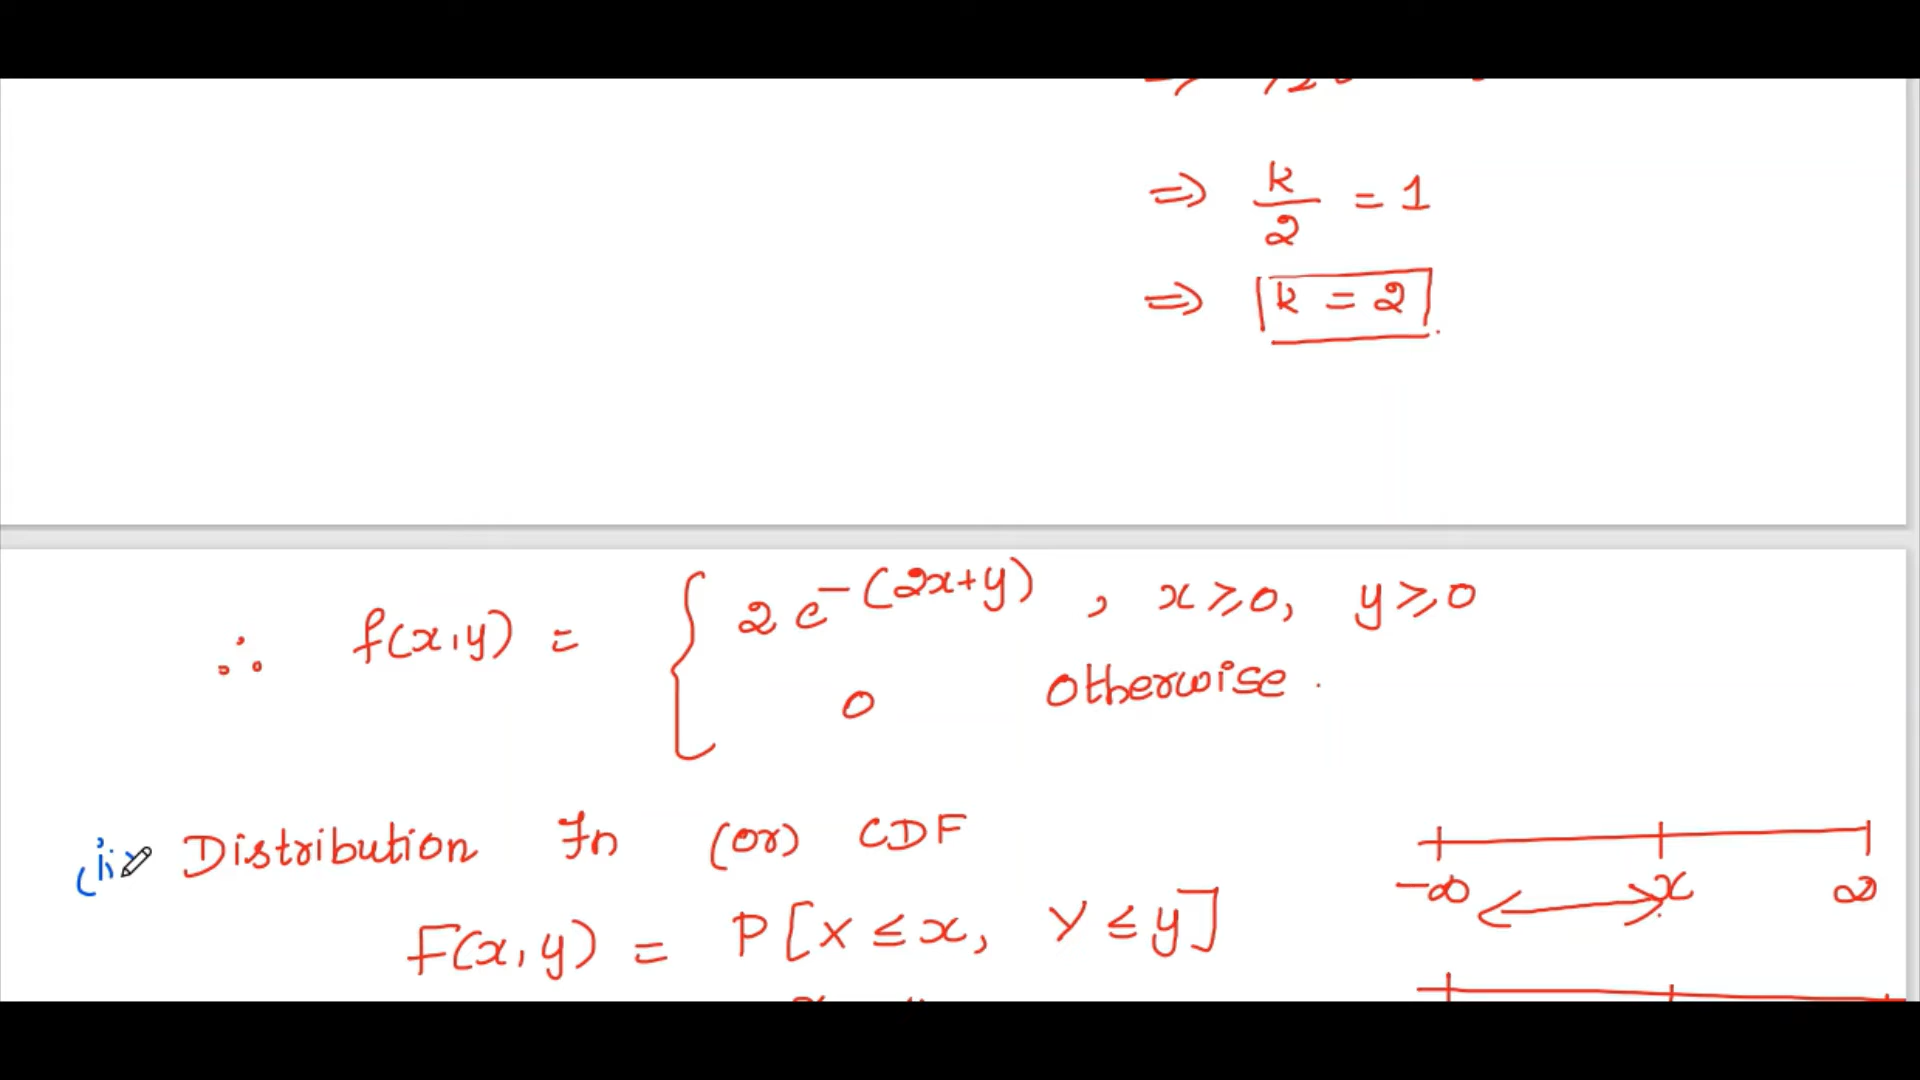 ⇒ k/2 = 1
⇒ k = 2.
∴ f(x,y) = { 2e^-(2x+y) , x ≥ 0, y ≥ 0
0 otherwise.
(ii) Distribution Fn (or) CDF
-∞ x ∞
F(x,y) = P[X ≤ x, Y ≤ y]